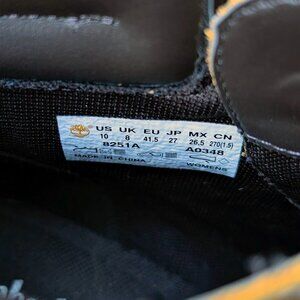 US UK EU JP MX CN
10 8 41.5 27 26,5 270(1.5)
8251A A0348
MADE IN CHINA WOMENS